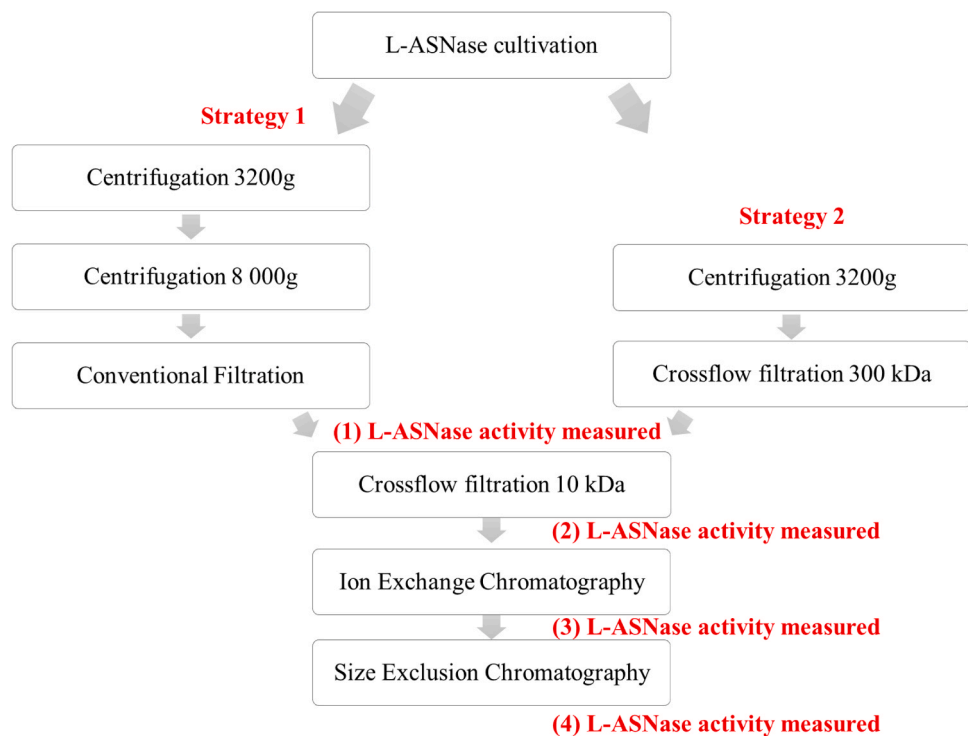 L-ASNase cultivation
Strategy 1
Centrifugation 3200g
Centrifugation 8 000g
Conventional Filtration
Strategy 2
Centrifugation 3200g
Crossflow filtration 300 kDa
(1) L-ASNase activity measured
Crossflow filtration 10 kDa
(2) L-ASNase activity measured
Ion Exchange Chromatography
(3) L-ASNase activity measured
Size Exclusion Chromatography
(4) L-ASNase activity measured